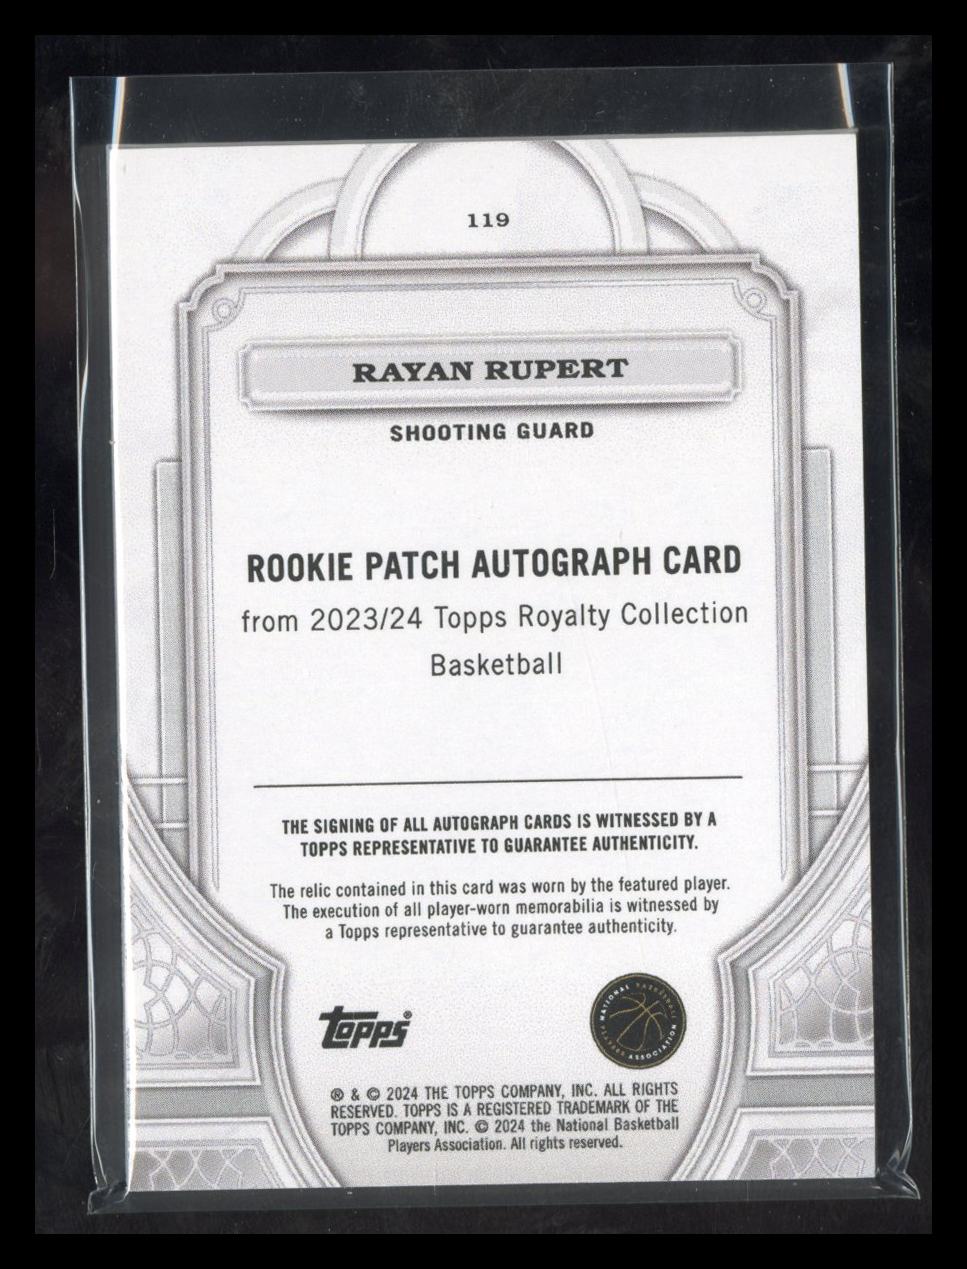 119
RAYAN RUPERT
SHOOTING GUARD
ROOKIE PATCH AUTOGRAPH CARD
from 2023/24 Topps Royalty Collection
Basketball
THE SIGNING OF ALL AUTOGRAPH CARDS IS WITNESSED BY A
TOPPS REPRESENTATIVE TO GUARANTEE AUTHENTICITY.
The relic contained in this card was worn by the featured player.
The execution of all player-worn memorabilia is witnessed by
a Topps representative to guarantee authenticity.
topps®
NATIONAL BASKETBALL
PLAYERS ASSOCIATION
® & © 2024 THE TOPPS COMPANY, INC. ALL RIGHTS
RESERVED. TOPPS IS A REGISTERED TRADEMARK OF THE
TOPPS COMPANY, INC. © 2024 the National Basketball
Players Association. All rights reserved.